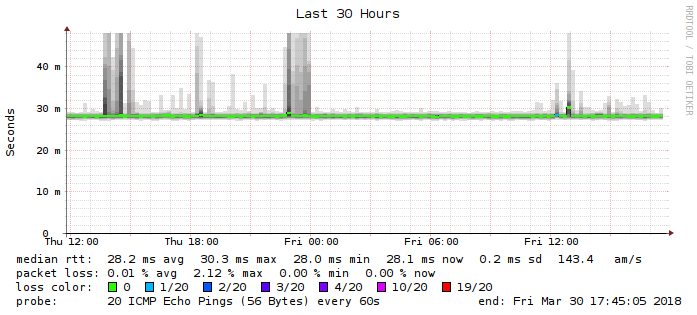 Last 30 Hours
RRDTOOL / TOBI OETIKER
Seconds
40 m
30 m
20 m
10 m
0
Thu 12:00 Thu 18:00 Fri 00:00 Fri 06:00 Fri 12:00
median rtt: 28.2 ms avg 30.3 ms max 28.0 ms min 28.1 ms now 0.2 ms sd 143.4 am/s
packet loss: 0.01 % avg 2.12 % max 0.00 % min 0.00 % now
loss color: 0 1/20 2/20 3/20 4/20 10/20 19/20
probe: 20 ICMP Echo Pings (56 Bytes) every 60s end: Fri Mar 30 17:45:05 2018